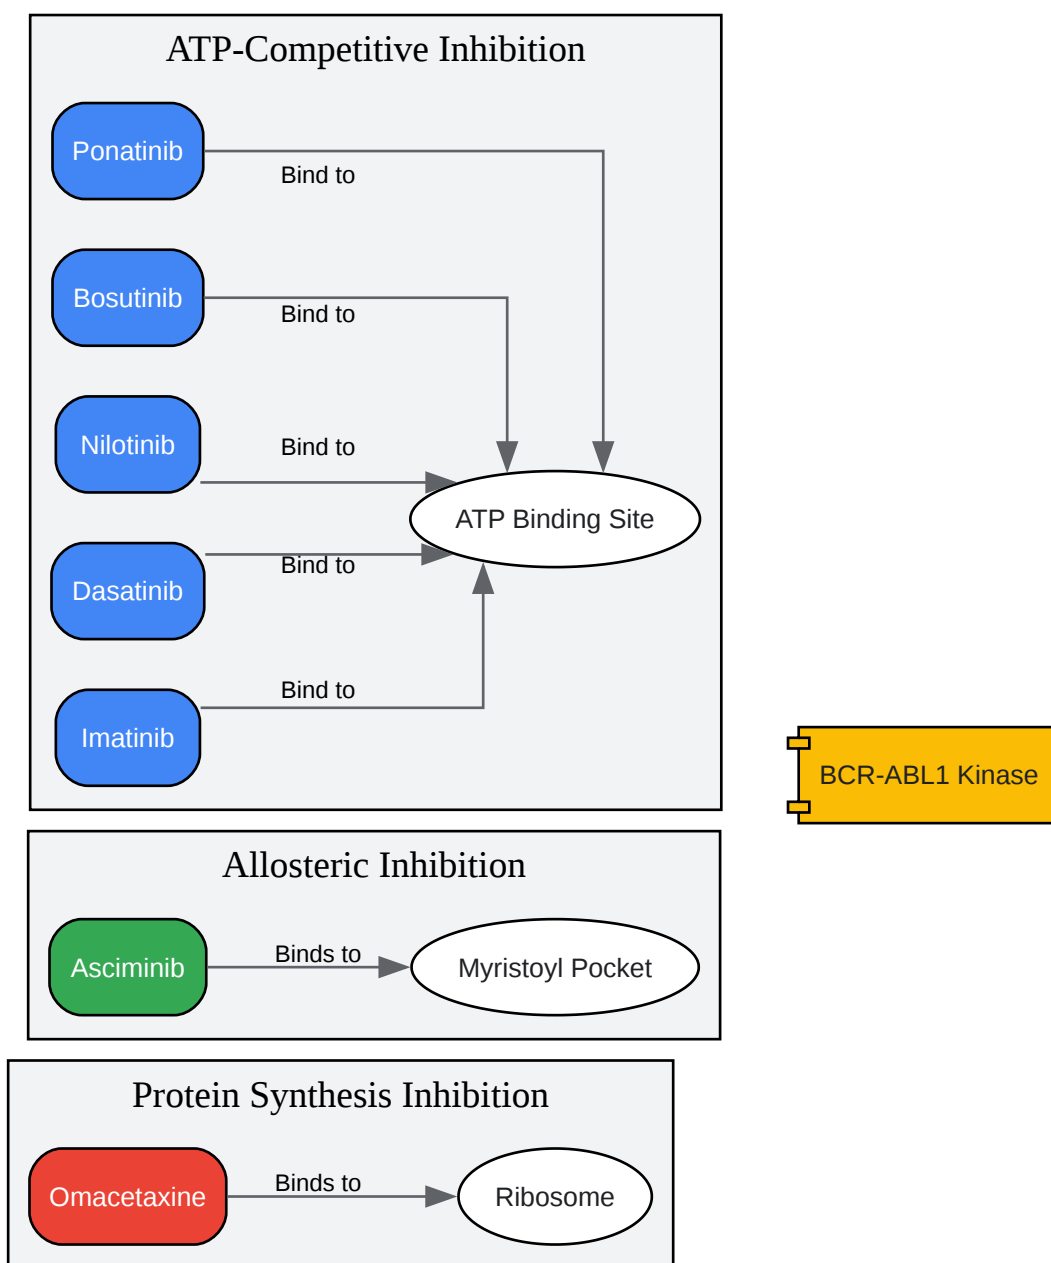 ATP-Competitive Inhibition
Ponatinib
Bind to
Bosutinib
Bind to
Nilotinib
Bind to
ATP Binding Site
Dasatinib
Bind to
Imatinib
Bind to
BCR-ABL1 Kinase
Allosteric Inhibition
Asciminib
Binds to
Myristoyl Pocket
Protein Synthesis Inhibition
Omacetaxine
Binds to
Ribosome